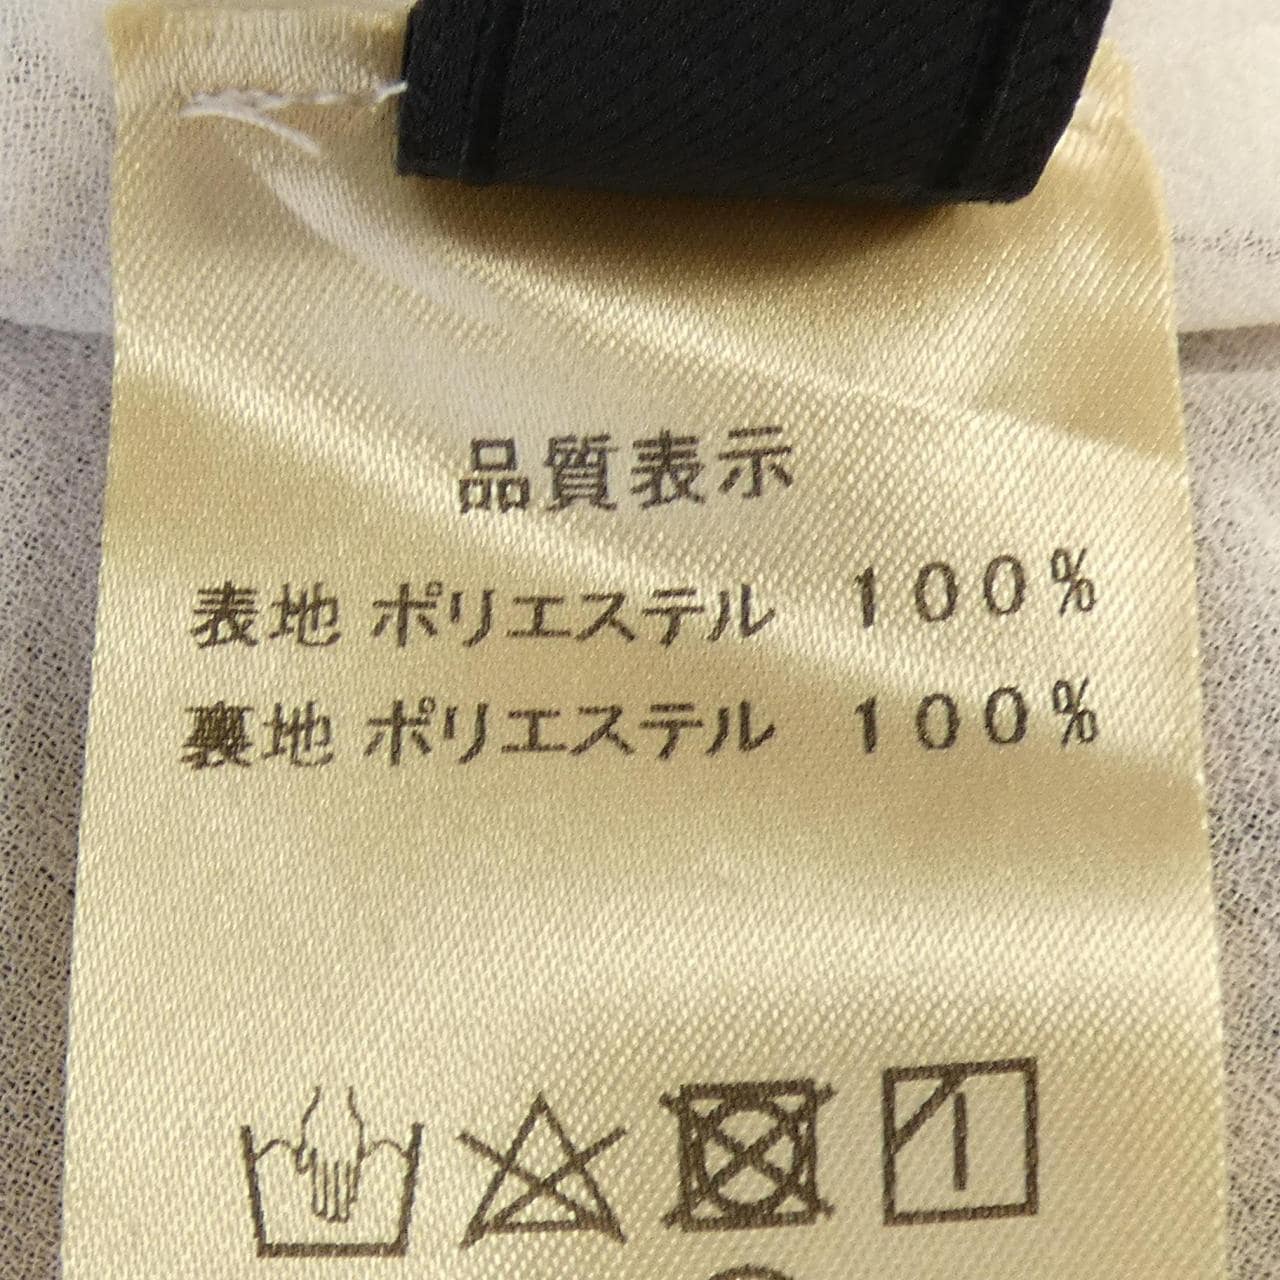 品質表示
表地 ポリエステル 100%
裏地 ポリエステル 100%